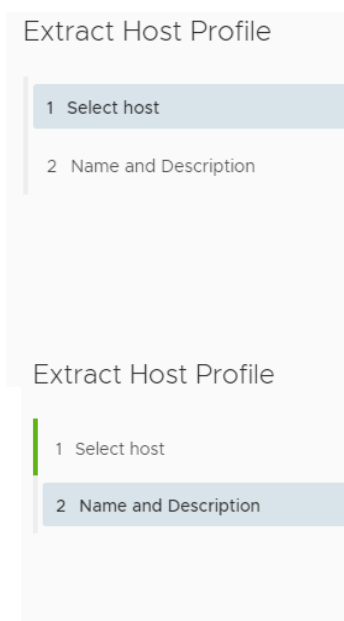 Extract Host Profile
1 Select host
2 Name and Description
Extract Host Profile
1 Select host
2 Name and Description